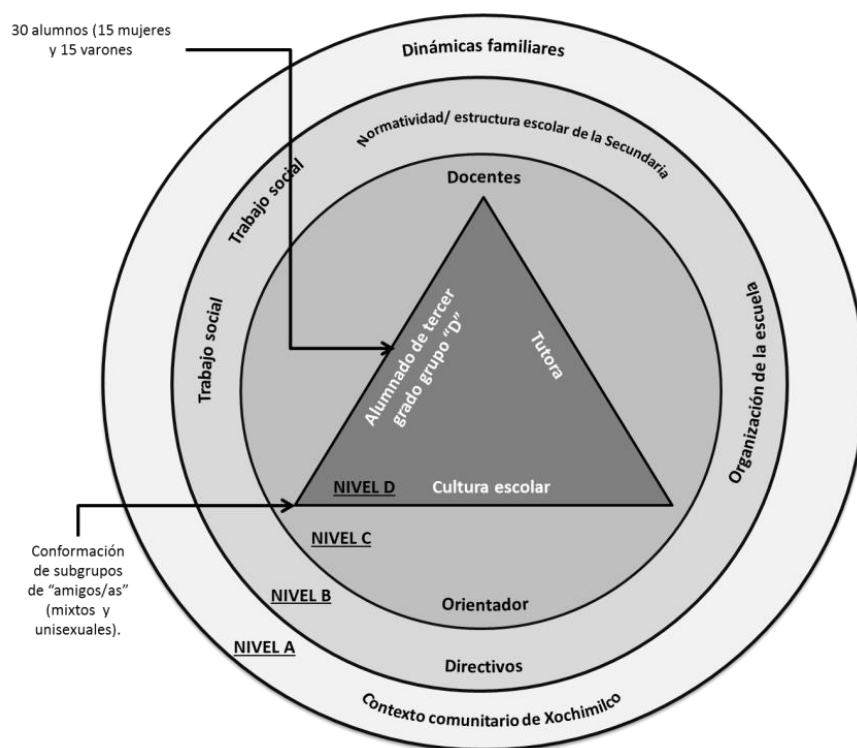 30 alumnos (15 mujeres
y 15 varones
Dinámicas familiares
Normatividad/ estructura escolar de la Secundaria
Trabajo social
Docentes
Trabajo social
Alumnado de tercer
grado grupo “D”
Tutora
Organización de la escuela
NIVEL D
Cultura escolar
NIVEL C
Conformación
de subgrupos
de “amigos/as”
(mixtos y
unisexuales).
NIVEL B
Orientador
NIVEL A
Directivos
Contexto comunitario de Xochimilco